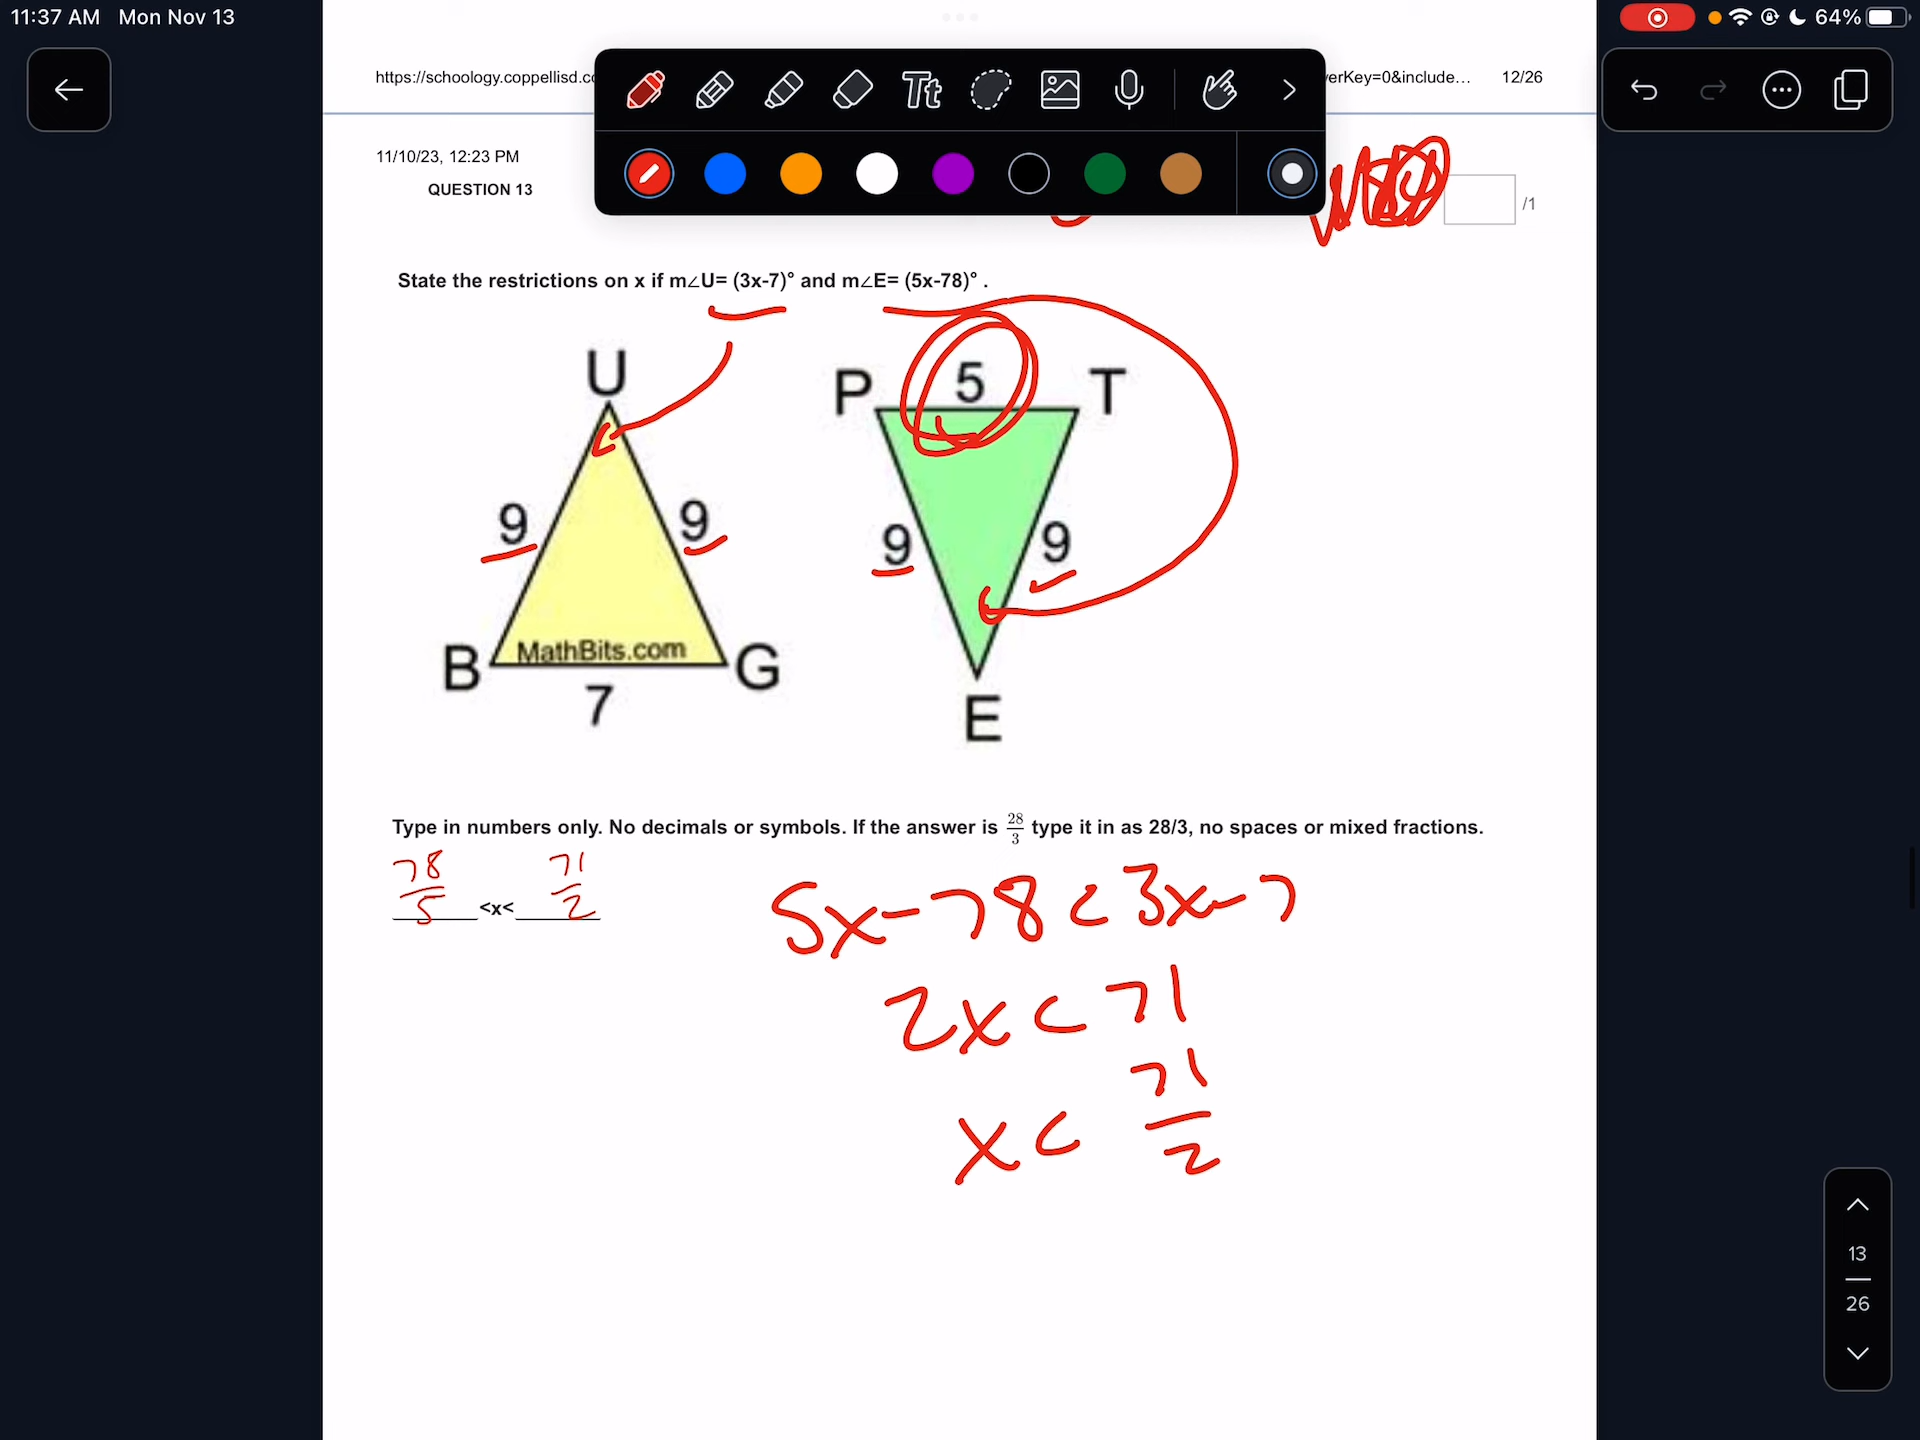 11:37 AM Mon Nov 13
64%
https://schoology.coppellisd.co
erKey=0&include… 12/26
Tt
11/10/23, 12:23 PM
QUESTION 13
/1
State the restrictions on x if m∠U= (3x-7)° and m∠E= (5x-78)° .
U
P 5 T
9 9
9 9
B MathBits.com G
7
E
Type in numbers only. No decimals or symbols. If the answer is 28/3 type it in as 28/3, no spaces or mixed fractions.
78/5 <x< 71/2
5x-78<3x-7
2x<71
x< 71/2
13
26